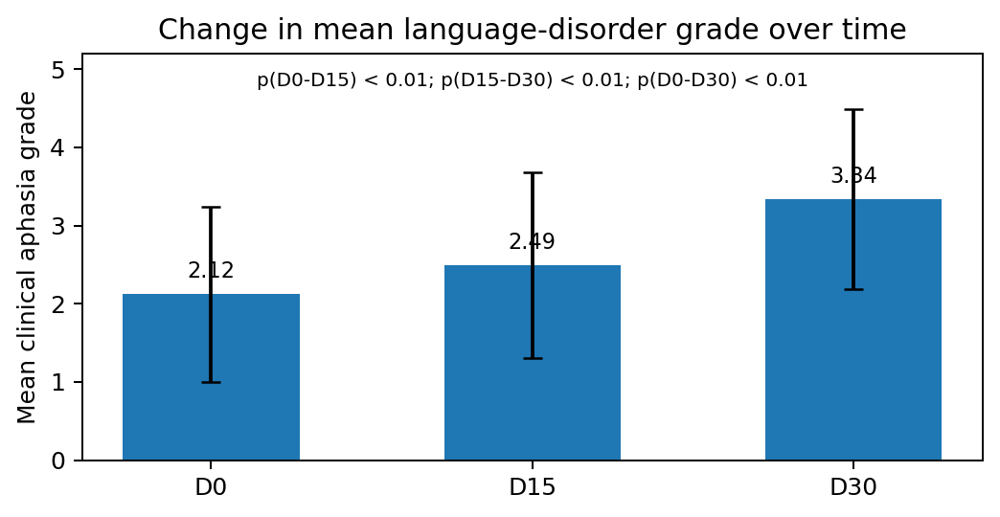 Change in mean language-disorder grade over time
p(D0-D15) < 0.01; p(D15-D30) < 0.01; p(D0-D30) < 0.01
Mean clinical aphasia grade
5
4
3
2
1
0
2.12
2.49
3.34
D0
D15
D30